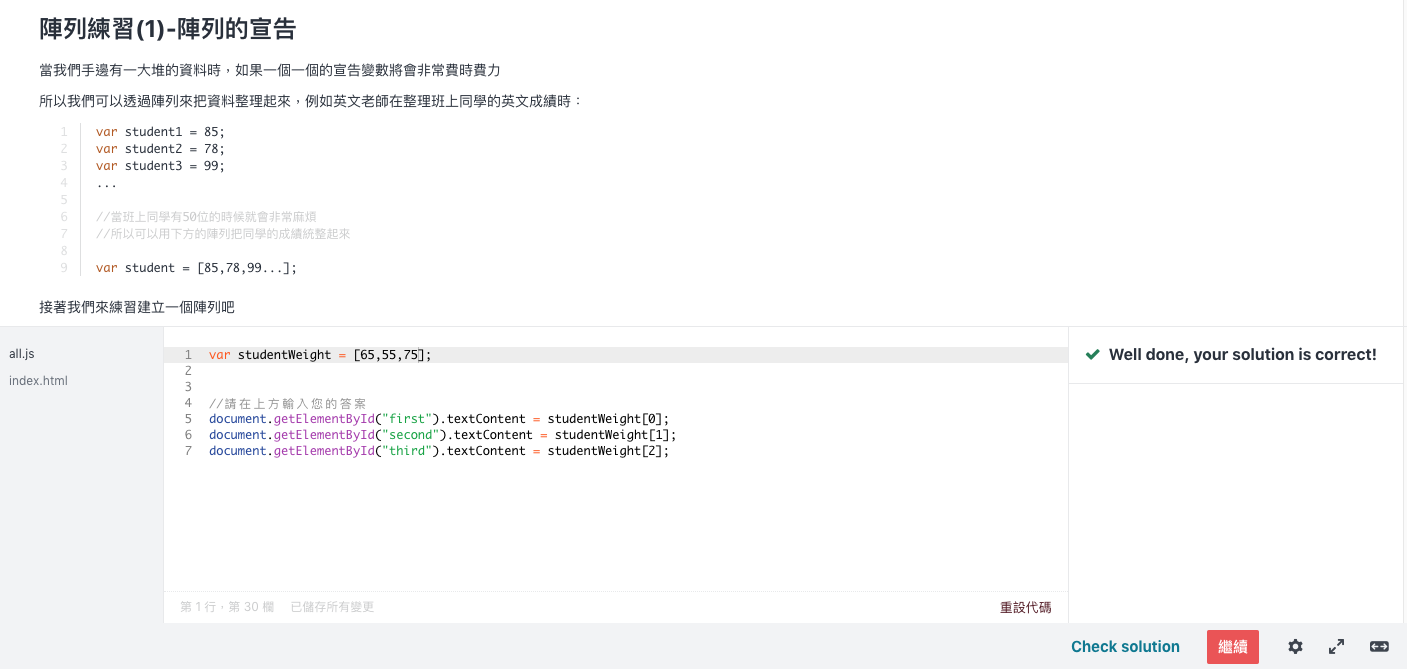 陣列練習(1)-陣列的宣告
當我們手邊有一大堆的資料時，如果一個一個的宣告變數將會非常費時費力
所以我們可以透過陣列來把資料整理起來，例如英文老師在整理班上同學的英文成績時：
1 var student1 = 85;
2 var student2 = 78;
3 var student3 = 99;
4 ...
5
6 //當班上同學有50位的時候就會非常麻煩
7 //所以可以用下方的陣列把同學的成績統整起來
8
9 var student = [85,78,99...];
接著我們來練習建立一個陣列吧
all.js
index.html
1 var studentWeight = [65,55,75];
2
3
4 //請在上方輸入您的答案
5 document.getElementById("first").textContent = studentWeight[0];
6 document.getElementById("second").textContent = studentWeight[1];
7 document.getElementById("third").textContent = studentWeight[2];
第 1 行，第 30 欄 已儲存所有變更
重設代碼
Well done, your solution is correct!
Check solution
繼續